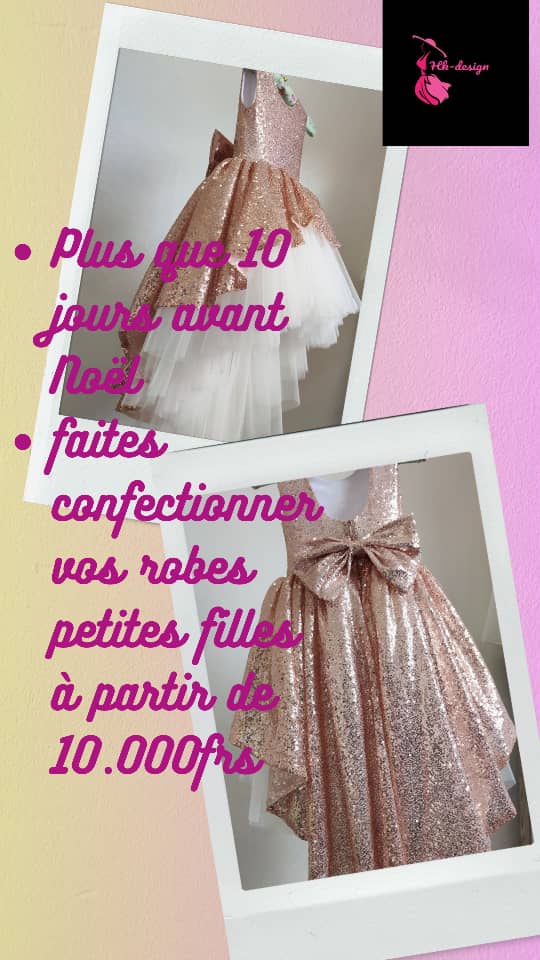 Hk-design
• Plus que 10
jours avant
Noël
• faites
confectionner
vos robes
petites filles
à partir de
10.000frs